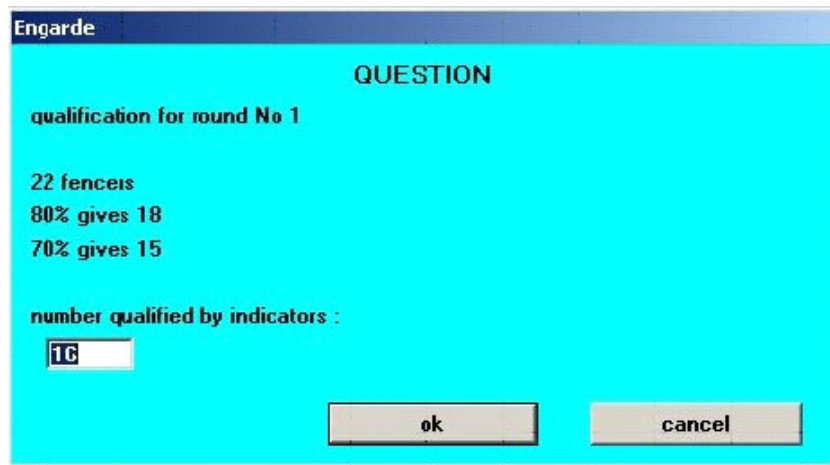 Engarde
QUESTION
qualification for round No 1
22 fencers
80% gives 18
70% gives 15
number qualified by indicators :
16
ok
cancel